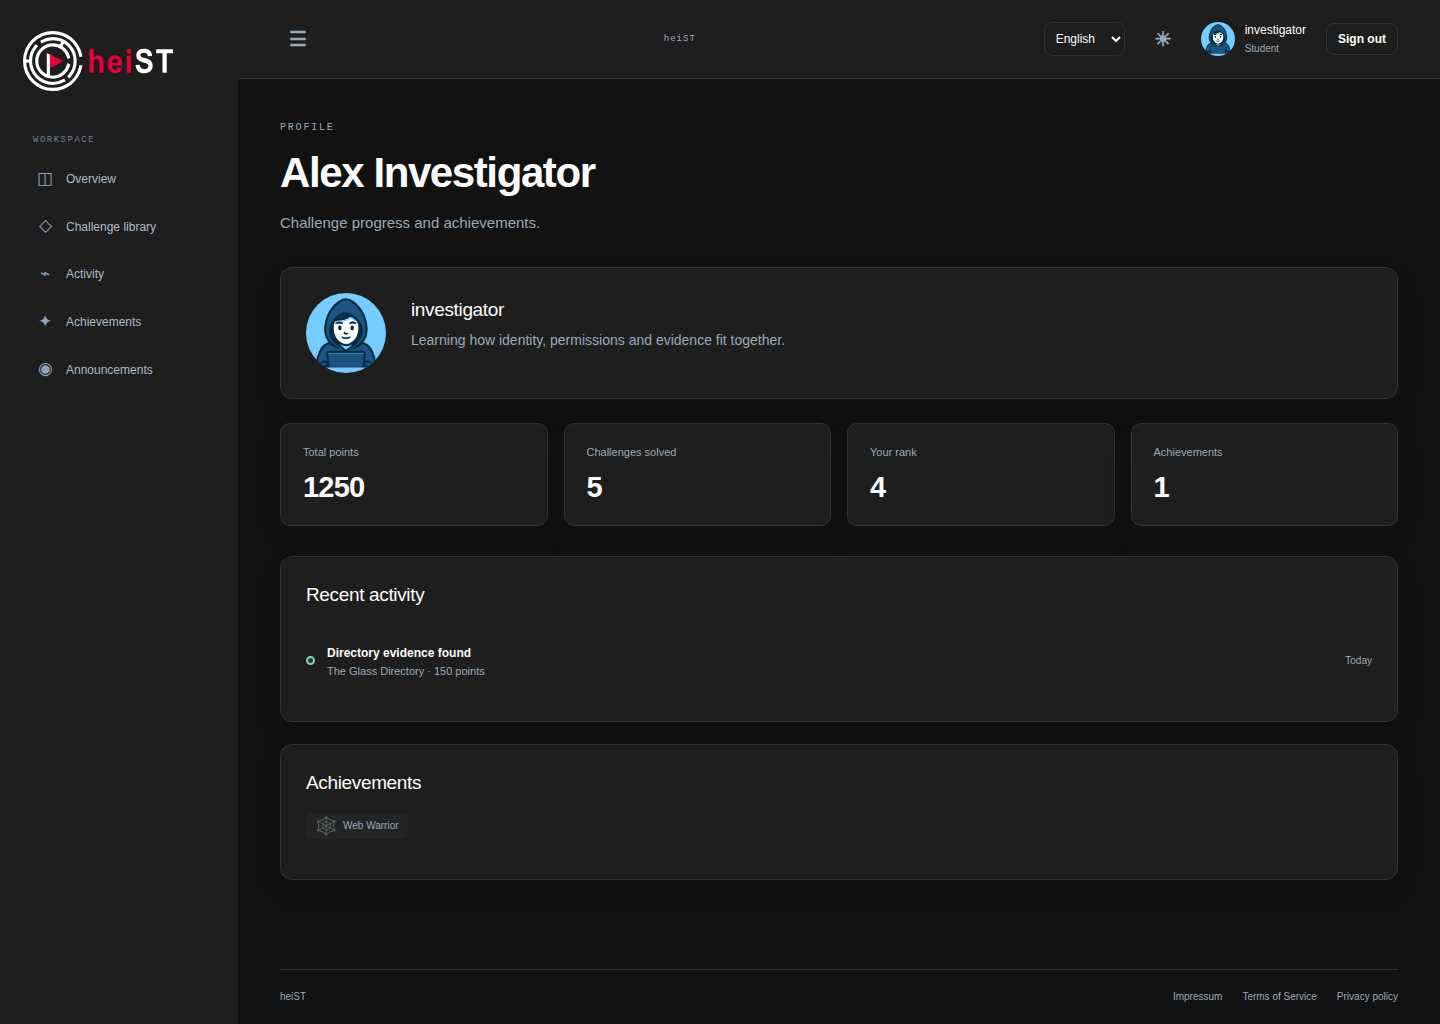 heiST
WORKSPACE
Overview
Challenge library
Activity
Achievements
Announcements
heiST
English
investigator
Student
Sign out
PROFILE
Alex Investigator
Challenge progress and achievements.
investigator
Learning how identity, permissions and evidence fit together.
Total points
1250
Challenges solved
5
Your rank
4
Achievements
1
Recent activity
Directory evidence found
The Glass Directory · 150 points
Today
Achievements
Web Warrior
heiST
Impressum
Terms of Service
Privacy policy